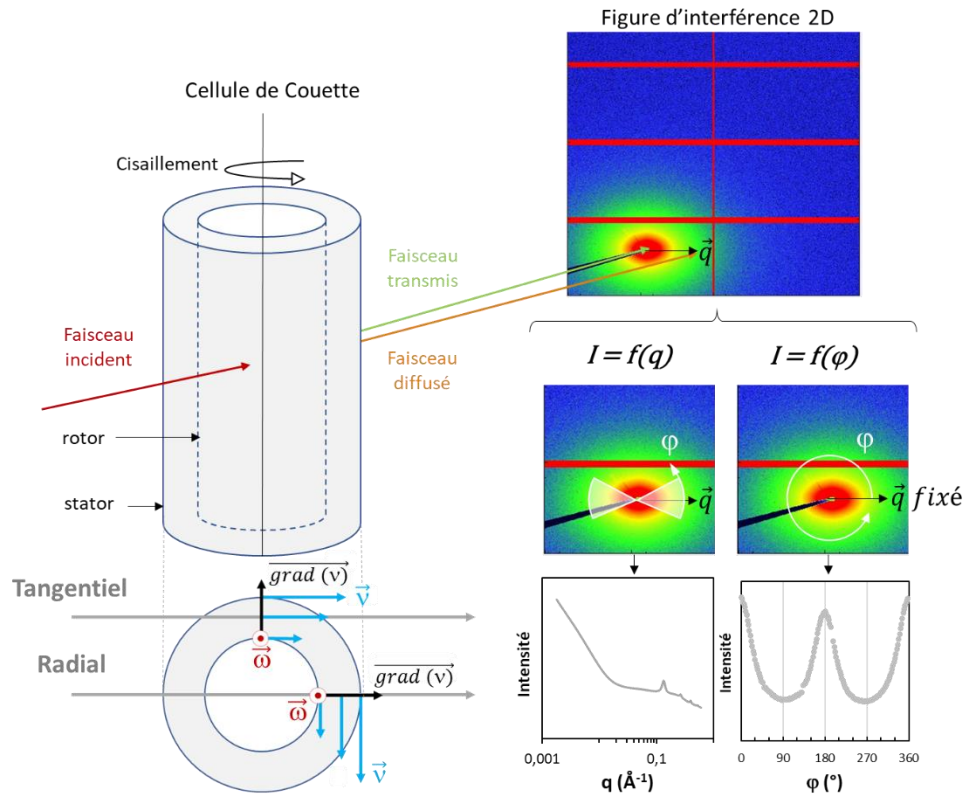 Figure d'interférence 2D
Cellule de Couette
Cisaillement
Faisceau
transmis
q
Faisceau
incident
Faisceau
diffusé
rotor
stator
I = f(q)
I = f(φ)
φ
q
φ
q fixé
Tangentiel
grad (v)
v
ω
Radial
grad (v)
ω
v
Intensité
0,001
0,1
q (Å⁻¹)
Intensité
0
90
180
270
360
φ (°)